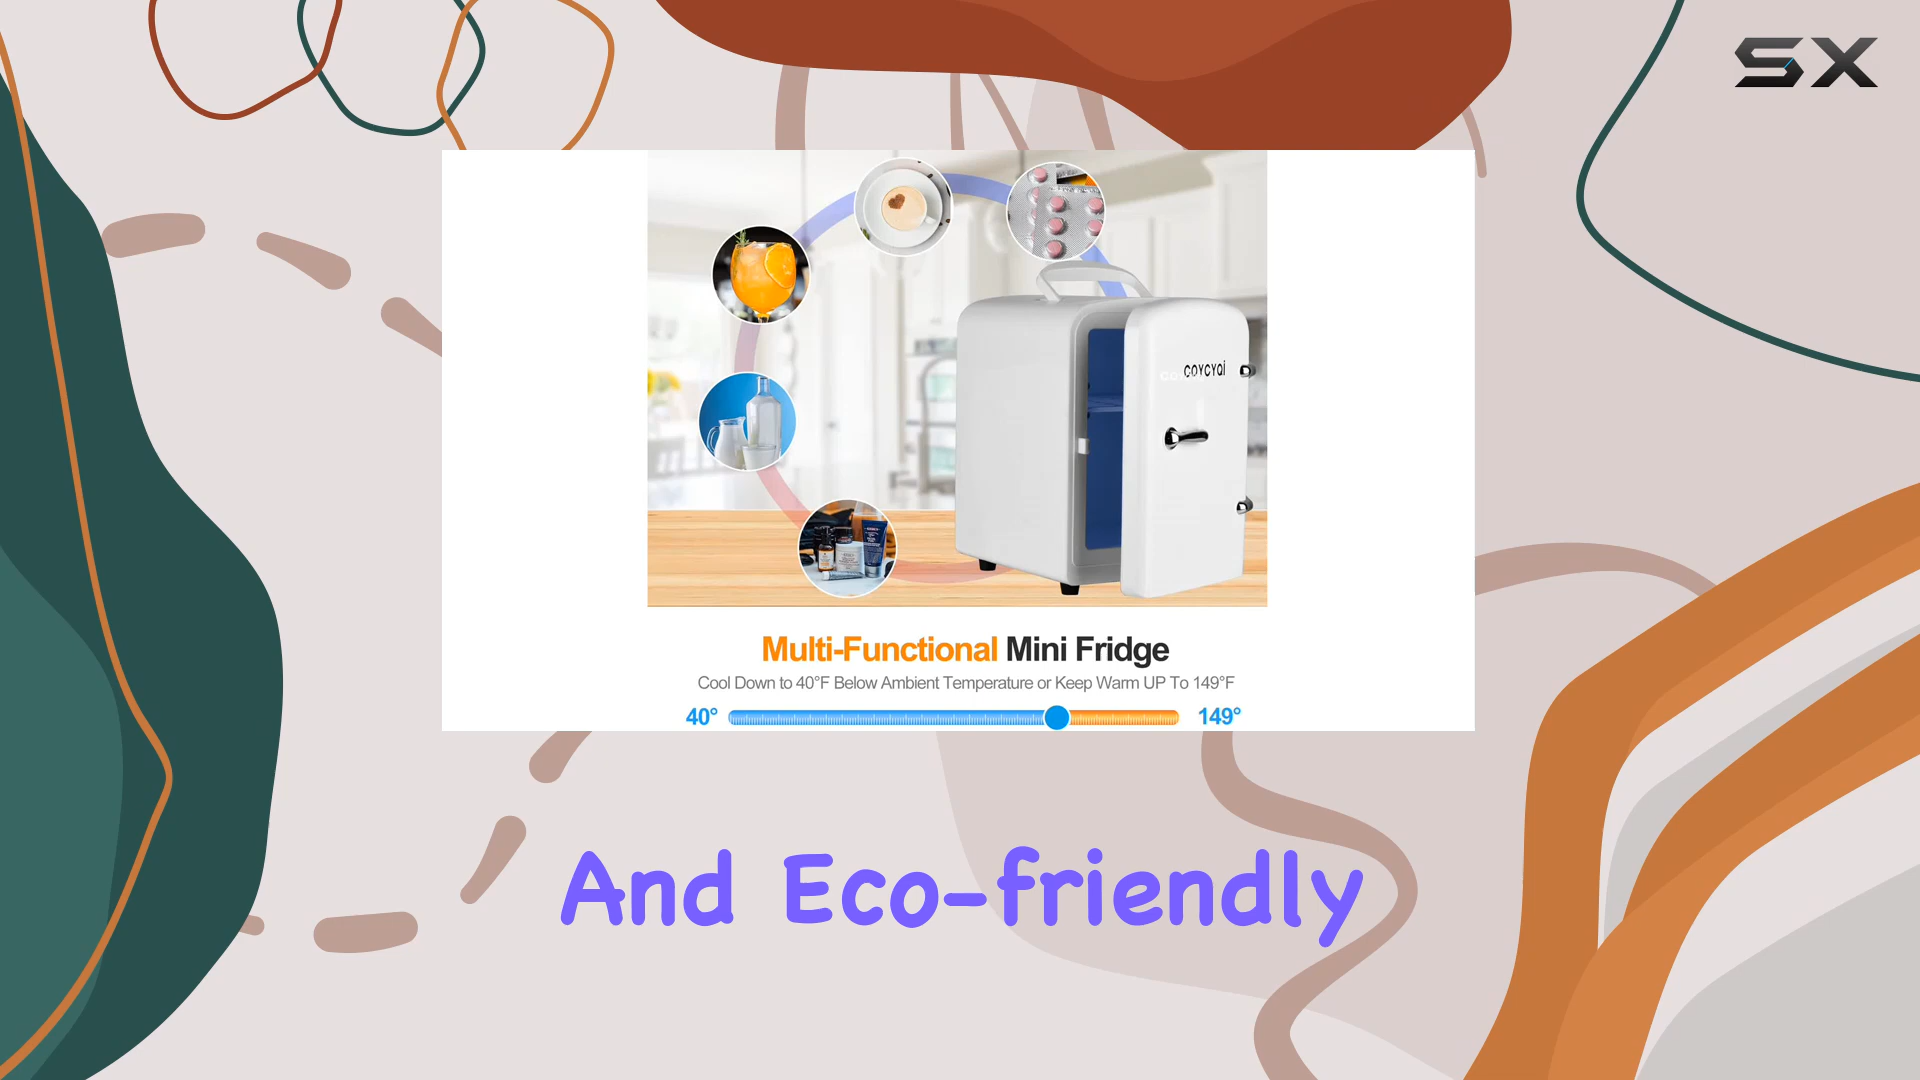 SX
COYCYQI
Multi-Functional Mini Fridge
Cool Down to 40°F Below Ambient Temperature or Keep Warm UP To 149°F
40° 149°
And Eco-friendly